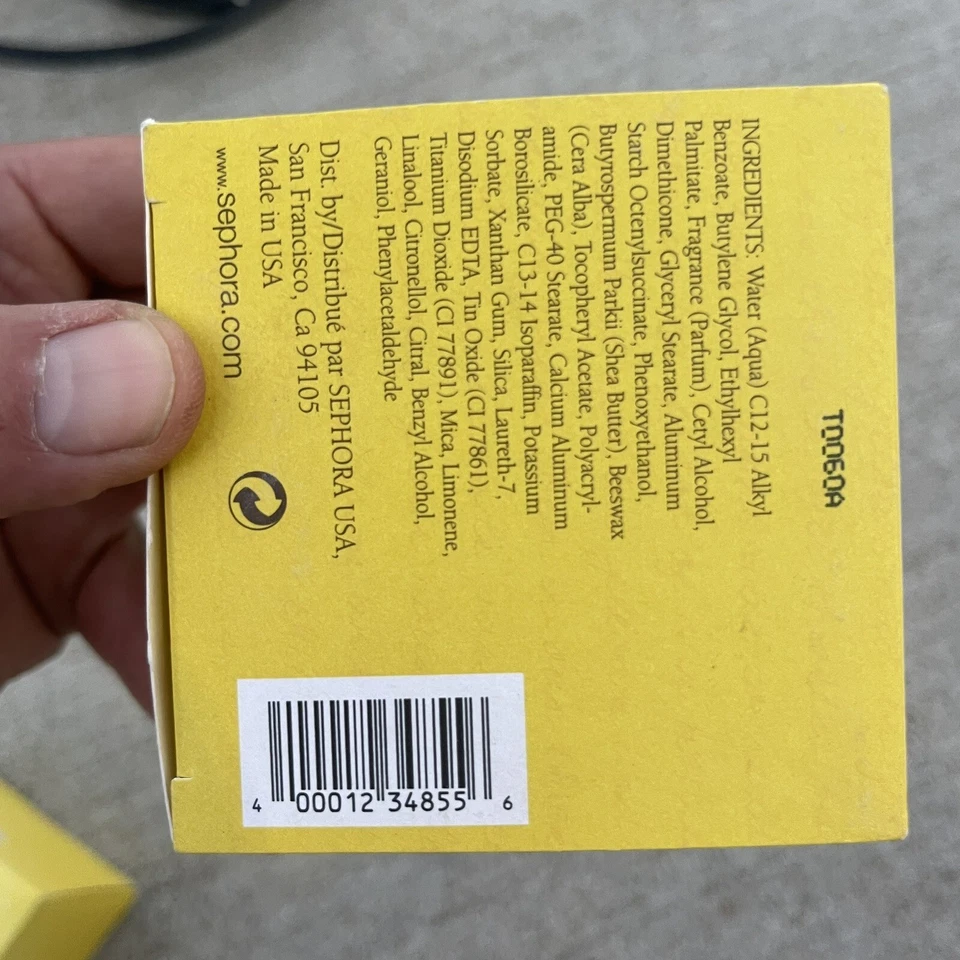 T0060A
INGREDIENTS: Water (Aqua) C12-15 Alkyl
Benzoate, Butylene Glycol, Ethylhexyl
Palmitate, Fragrance (Parfum), Cetyl Alcohol,
Dimethicone, Glyceryl Stearate, Aluminum
Starch Octenylsuccinate, Phenoxyethanol,
Butyrospermum Parkii (Shea Butter), Beeswax
(Cera Alba), Tocopheryl Acetate, Polyacryl-
amide, PEG-40 Stearate, Calcium Aluminum
Borosilicate, C13-14 Isoparaffin, Potassium
Sorbate, Xanthan Gum, Silica, Laureth-7,
Disodium EDTA, Tin Oxide (CI 77861),
Titanium Dioxide (CI 77891), Mica, Limonene,
Linalool, Citronellol, Citral, Benzyl Alcohol,
Geraniol, Phenylacetaldehyde
Dist. by/Distribué par SEPHORA USA,
San Francisco, Ca 94105
Made in USA
www.sephora.com
4 00012 34855 6